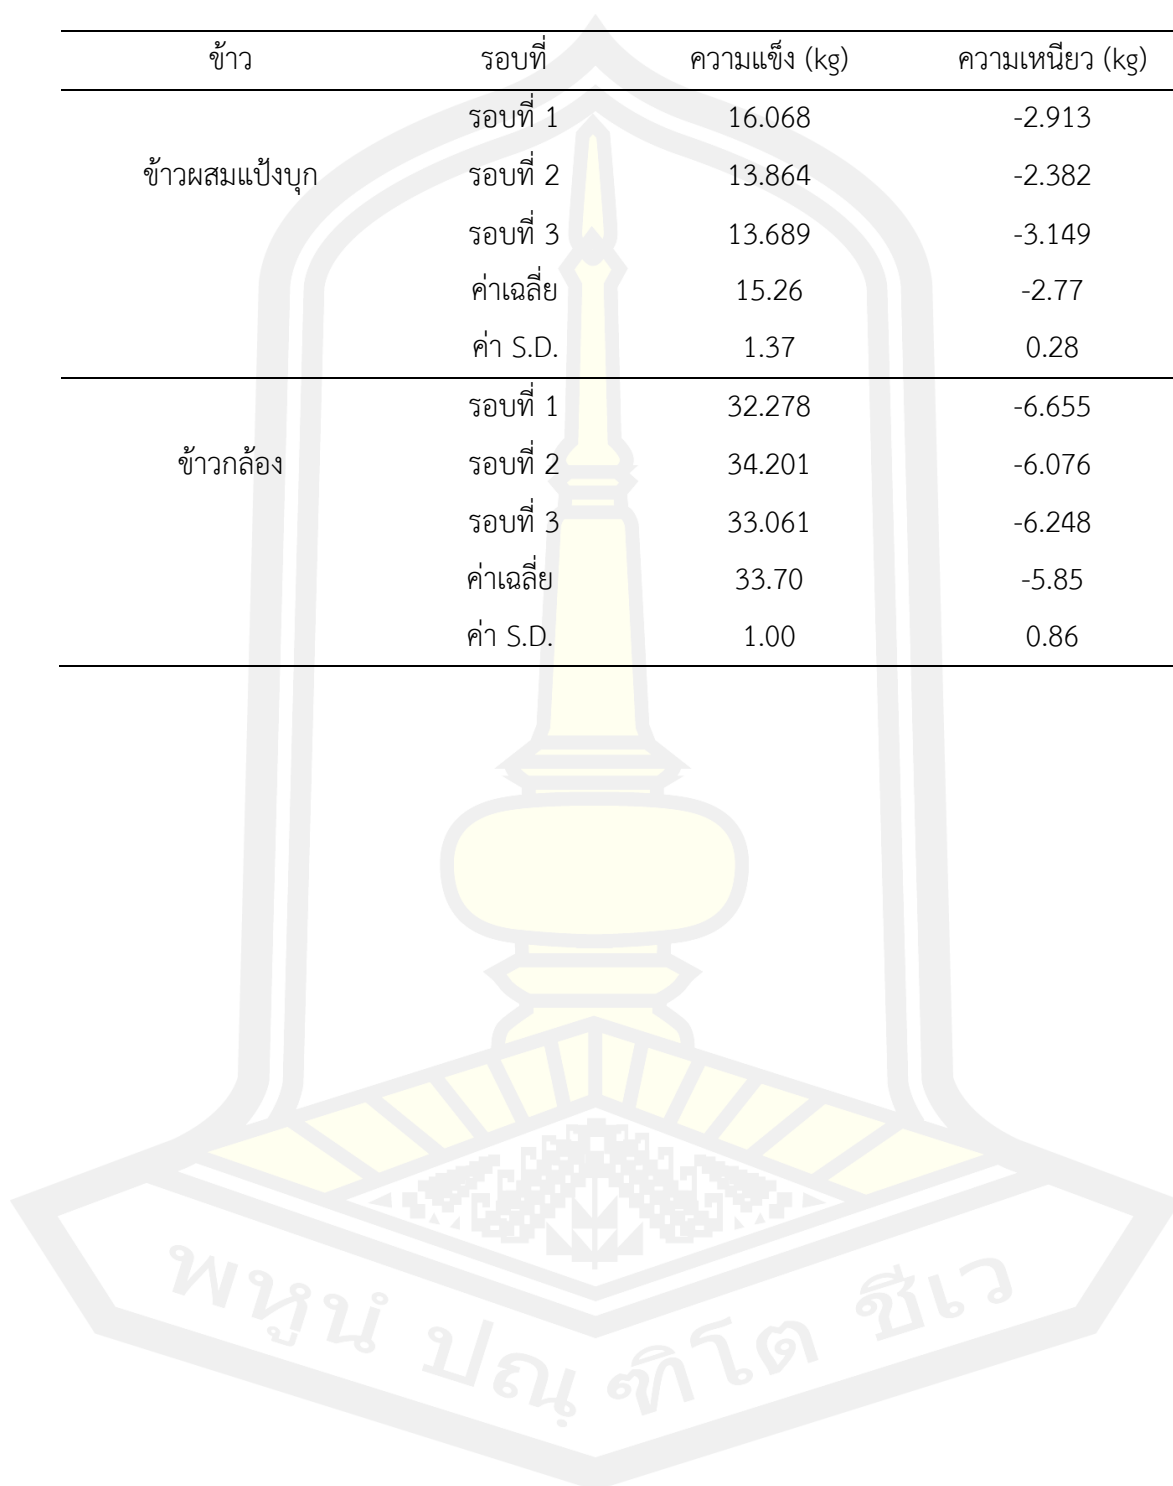 ข้าว รอบที่ ความแข็ง (kg) ความเหนียว (kg)
รอบที่ 1 16.068 -2.913
ข้าวผสมแป้งบุก รอบที่ 2 13.864 -2.382
รอบที่ 3 13.689 -3.149
ค่าเฉลี่ย 15.26 -2.77
ค่า S.D. 1.37 0.28
รอบที่ 1 32.278 -6.655
ข้าวกล้อง รอบที่ 2 34.201 -6.076
รอบที่ 3 33.061 -6.248
ค่าเฉลี่ย 33.70 -5.85
ค่า S.D. 1.00 0.86
พหูนํ ปณฺฑิโต ชีเว